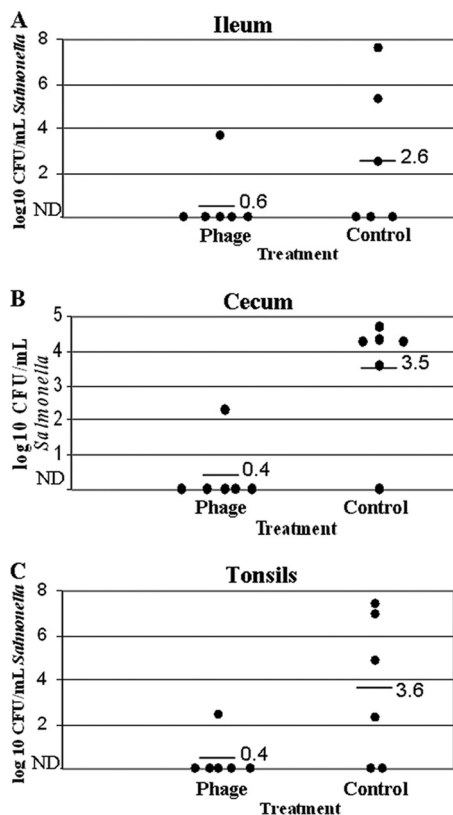 A
Ileum
log10 CFU/mL Salmonella
8
6
4
2
ND
0.6
2.6
Phage
Control
Treatment
B
Cecum
log10 CFU/mL
Salmonella
5
4
3
2
1
ND
0.4
3.5
Phage
Control
Treatment
C
Tonsils
log 10 CFU/mL Salmonella
8
6
4
2
ND
0.4
3.6
Phage
Control
Treatment